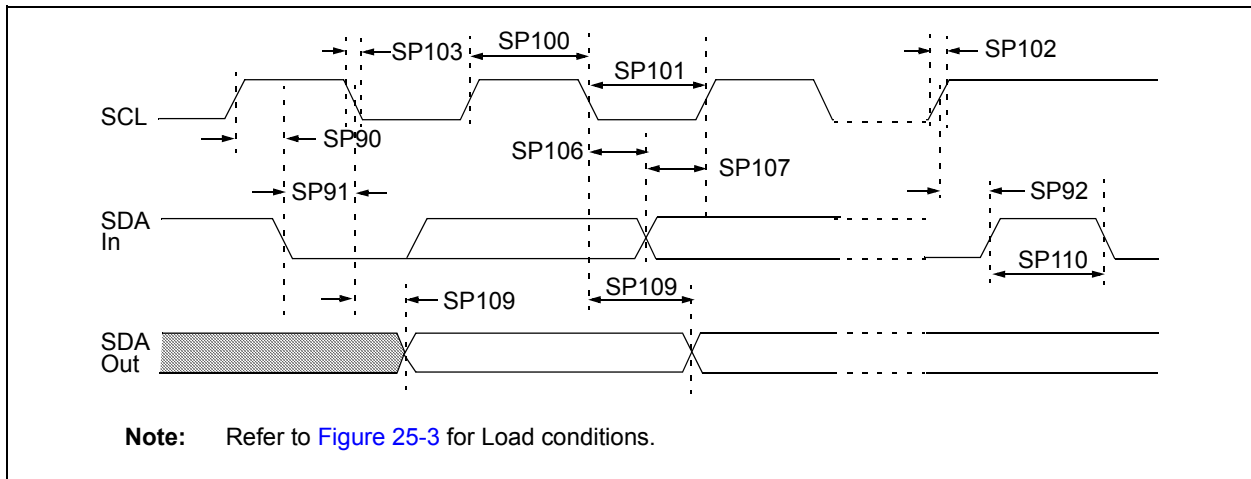 SP103
SP100
SP101
SP102
SCL
SP90
SP106
SP107
SP91
SP92
SDA
In
SP110
SP109
SP109
SDA
Out
Note: Refer to Figure 25-3 for Load conditions.